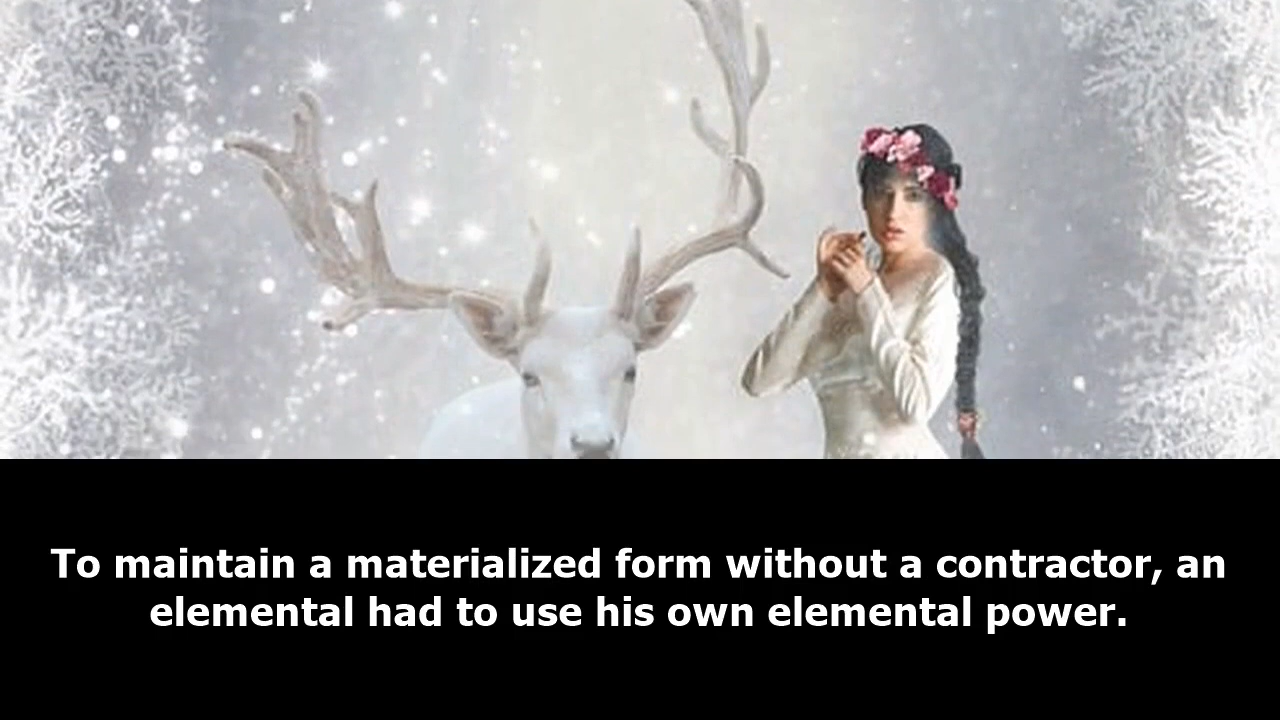 To maintain a materialized form without a contractor, an
elemental had to use his own elemental power.